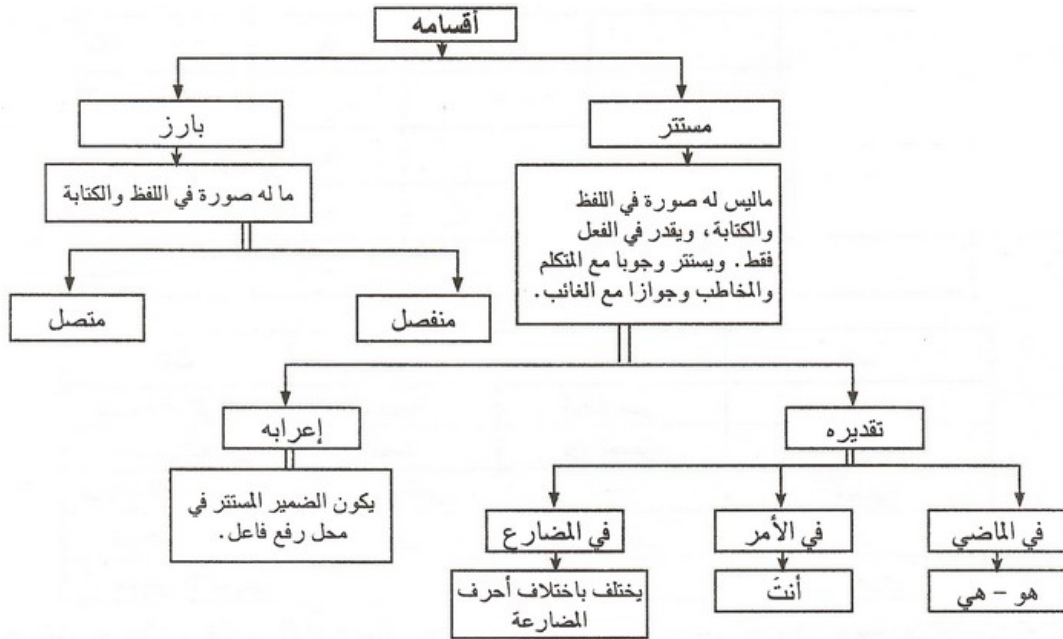 أقسامه
مستتر
بارز
ماليس له صورة في اللفظ
والكتابة، ويقدر في الفعل
فقط. ويستتر وجوبا مع المتكلم
والمخاطب وجوازا مع الغائب.
ما له صورة في اللفظ والكتابة
منفصل
متصل
تقديره
إعرابه
في الماضي
في الأمر
في المضارع
هو - هي
أنتَ
يختلف باختلاف أحرف
المضارعة
يكون الضمير المستتر في
محل رفع فاعل.